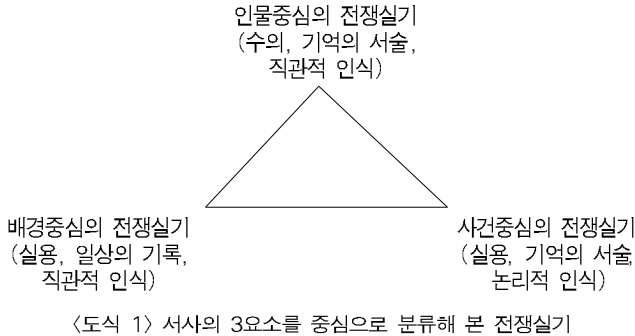 인물중심의 전쟁실기
(수의, 기억의 서술,
직관적 인식)
배경중심의 전쟁실기
(실용, 일상의 기록,
직관적 인식)
사건중심의 전쟁실기
(실용, 기억의 서술,
논리적 인식)
〈도식 1〉 서사의 3요소를 중심으로 분류해 본 전쟁실기